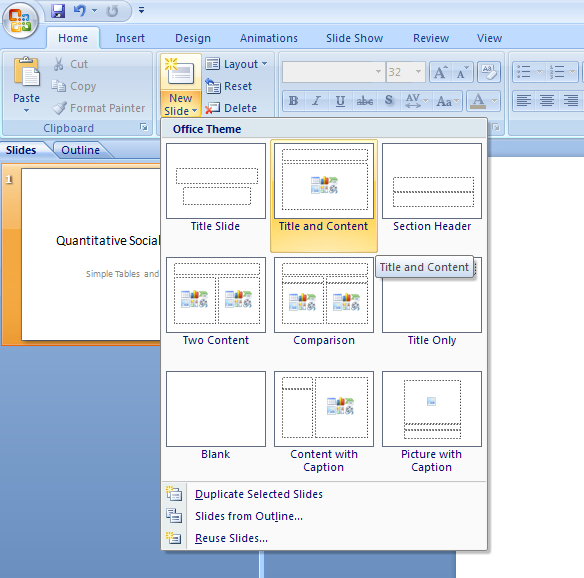 Home Insert Design Animations Slide Show Review View
Paste
Cut
Copy
Format Painter
Clipboard
New
Slide
Layout
Reset
Delete
32
B I U abc S AV Aa A
Slides Outline
1
Quantitative Social
Simple Tables and
Office Theme
Title Slide
Title and Content
Section Header
Title and Content
Two Content
Comparison
Title Only
Blank
Content with
Caption
Picture with
Caption
Duplicate Selected Slides
Slides from Outline...
Reuse Slides...